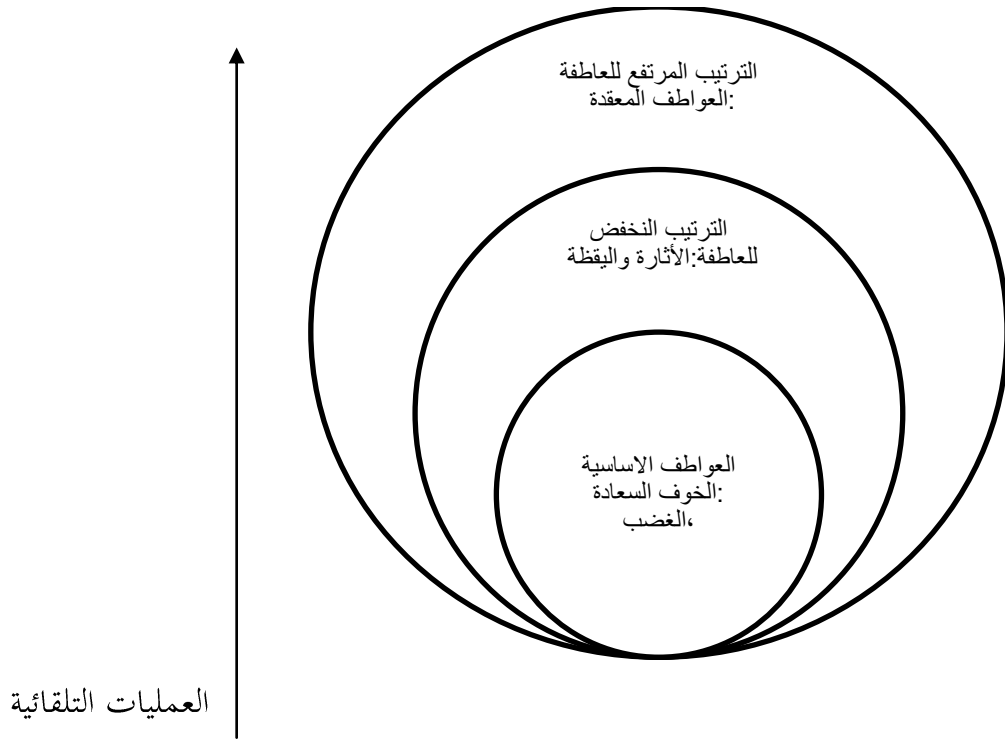 الترتيب المرتفع للعاطفة
:العواطف المعقدة
الترتيب النخفض
للعاطفة:الأثارة واليقظة
العواطف الاساسية
:الخوف السعادة
،الغضب
العمليات التلقائية